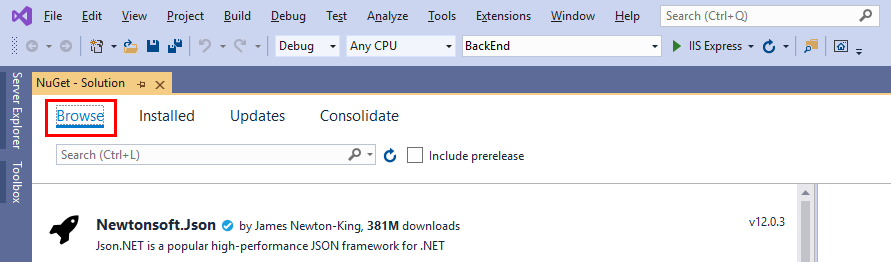 File Edit View Project Build Debug Test Analyze Tools Extensions Window Help Search (Ctrl+Q)
Debug Any CPU BackEnd IIS Express
Server Explorer
Toolbox
NuGet - Solution
Browse Installed Updates Consolidate
Search (Ctrl+L) Include prerelease
Newtonsoft.Json by James Newton-King, 381M downloads v12.0.3
Json.NET is a popular high-performance JSON framework for .NET